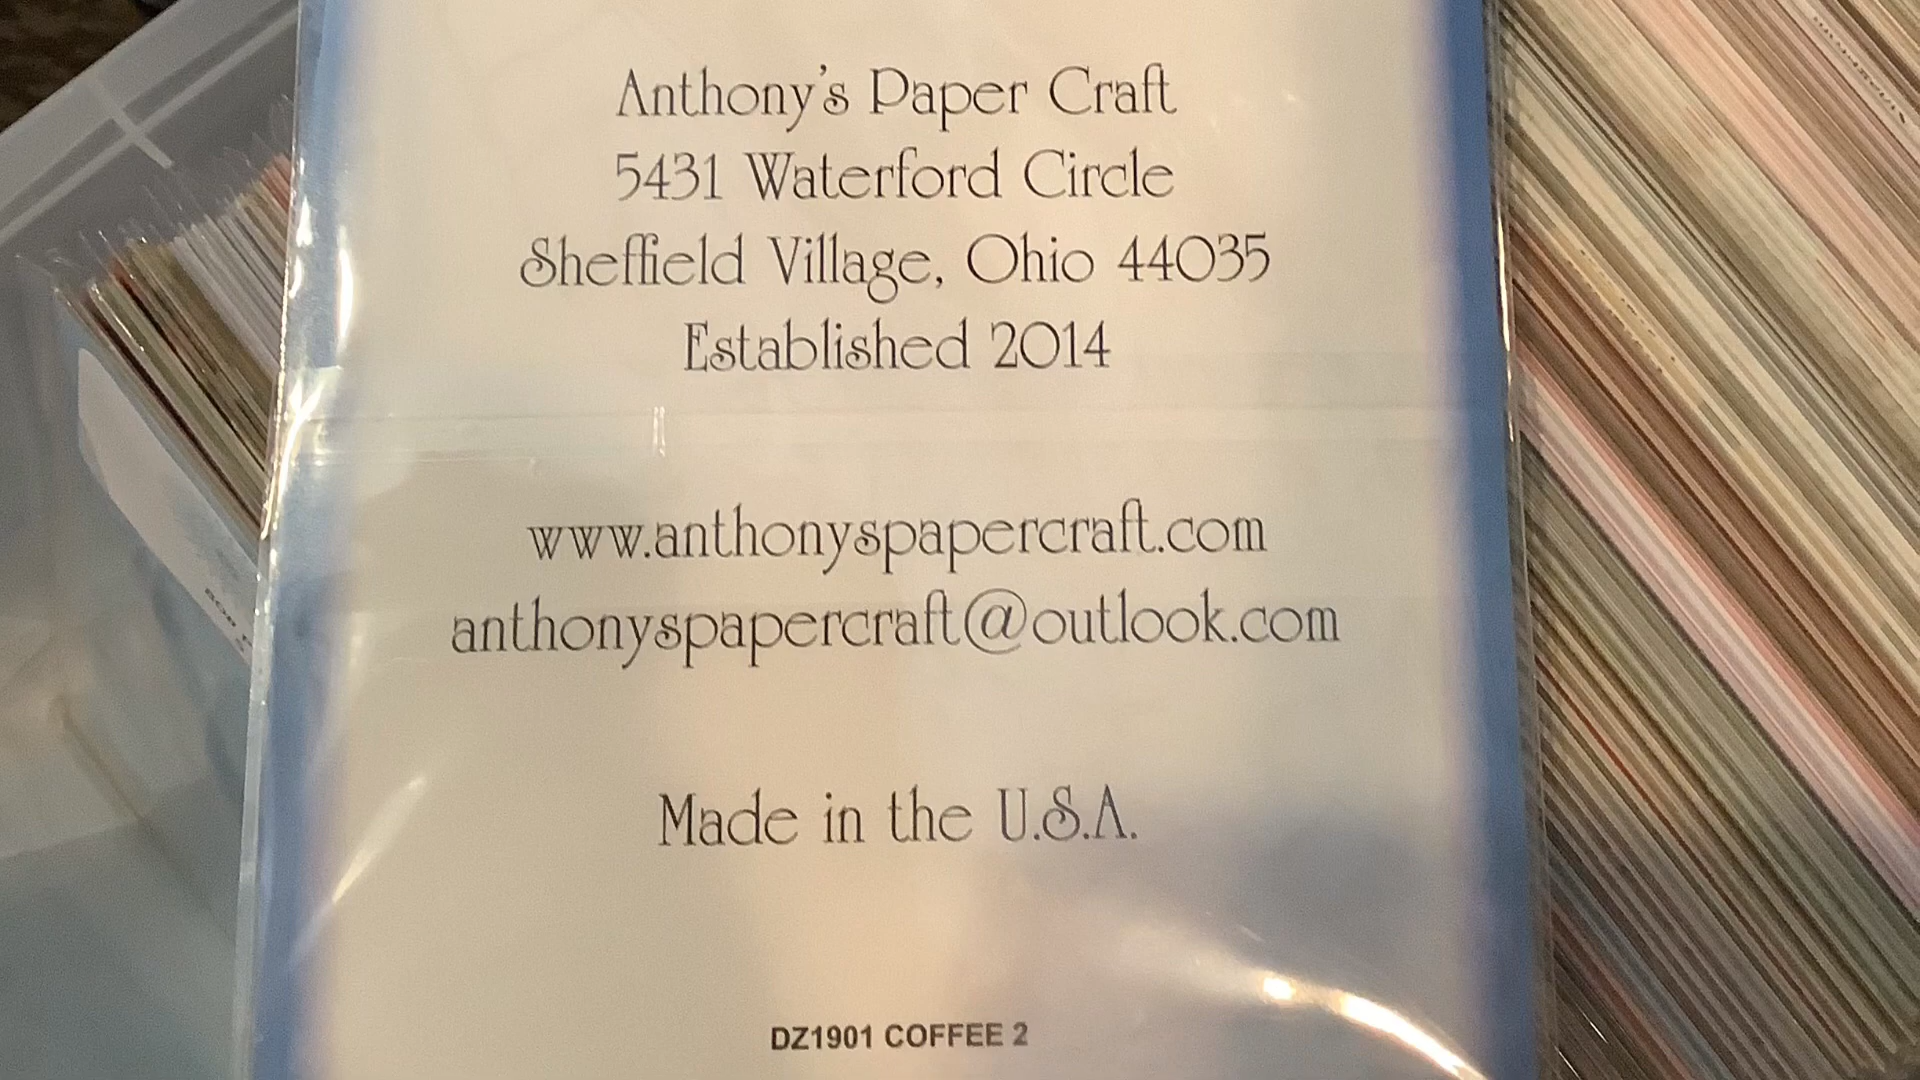 Anthony's Paper Craft
5431 Waterford Circle
Sheffield Village, Ohio 44035
Established 2014
www.anthonyspapercraft.com
anthonyspapercraft@outlook.com
Made in the U.S.A.
DZ1901 COFFEE 2